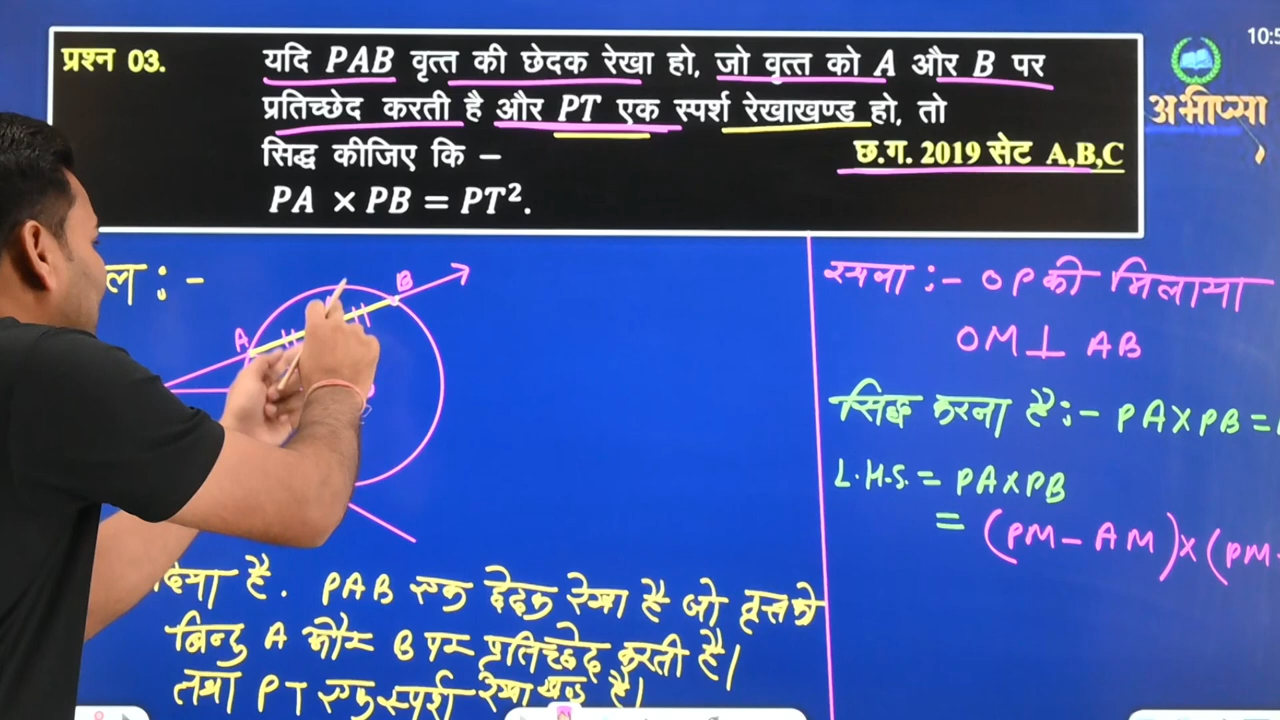 10:5
प्रश्न 03. यदि PAB वृत्त की छेदक रेखा हो, जो वृत्त को A और B पर
प्रतिच्छेद करती है और PT एक स्पर्श रेखाखण्ड हो, तो
सिद्ध कीजिए कि –
छ.ग. 2019 सेट A,B,C
PA × PB = PT².
अभीप्सा
ल :-
A
B
दिया है. PAB एक छेदक रेखा है जो वृत्त को
बिन्दु A और B पर प्रतिच्छेद करती है।
तथा PT एक स्पर्श रेखा खण्ड है।
रचना :- OP को मिलाया
OM ⊥ AB
सिद्ध करना है :- PA×PB =
L.H.S. = PA×PB
= (PM - AM)×(PM